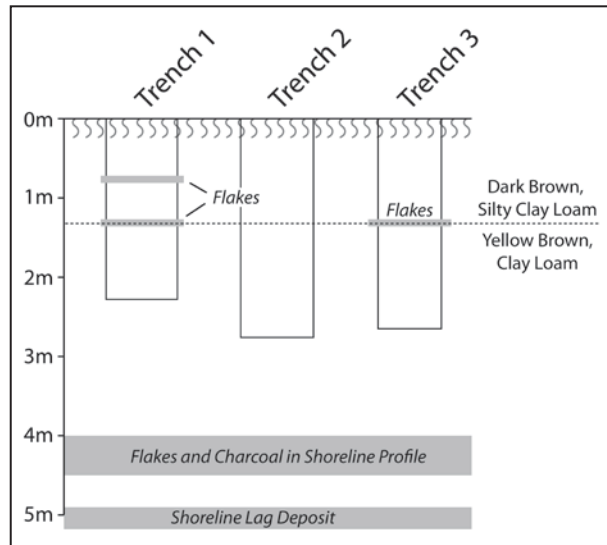 Trench 1
Trench 2
Trench 3
0m
1m
Flakes
Flakes
Dark Brown,
Silty Clay Loam
Yellow Brown,
Clay Loam
2m
3m
4m
Flakes and Charcoal in Shoreline Profile
5m
Shoreline Lag Deposit